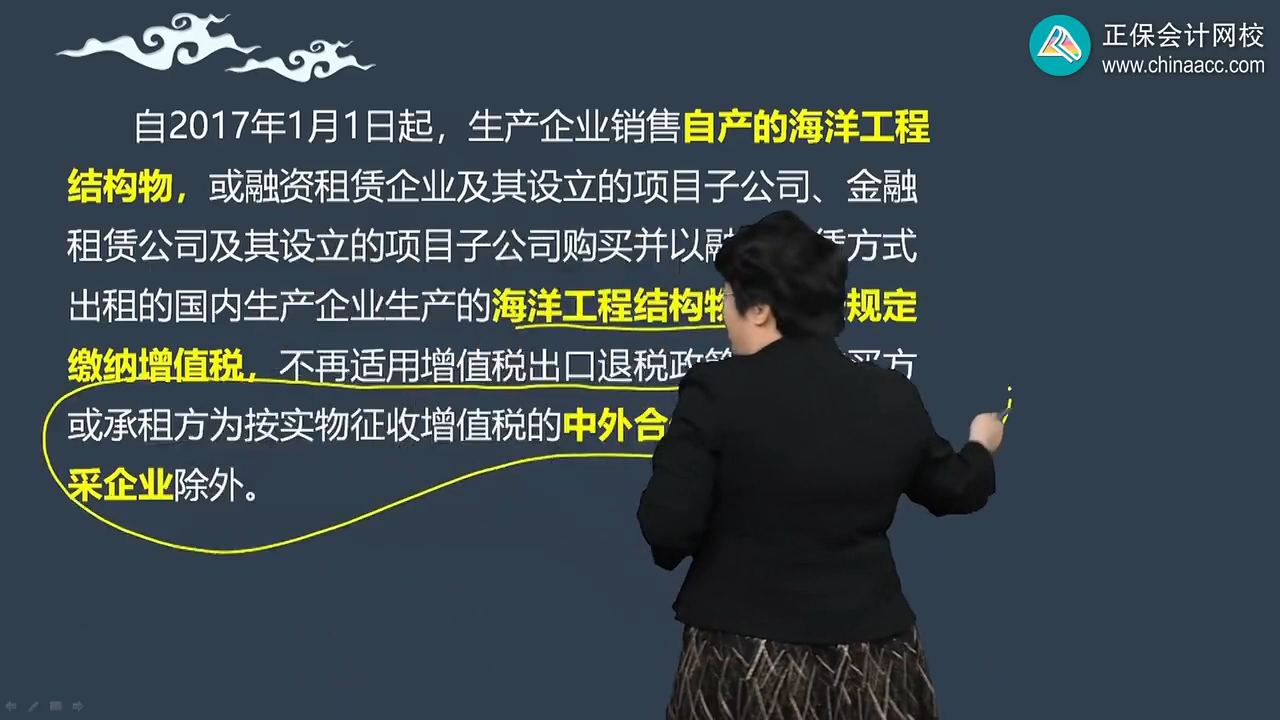 正保会计网校
www.chinaacc.com
自2017年1月1日起，生产企业销售自产的海洋工程
结构物，或融资租赁企业及其设立的项目子公司、金融
租赁公司及其设立的项目子公司购买并以融 赁方式
出租的国内生产企业生产的海洋工程结构物 规定
缴纳增值税，不再适用增值税出口退税政策 买方
或承租方为按实物征收增值税的中外合
采企业除外。